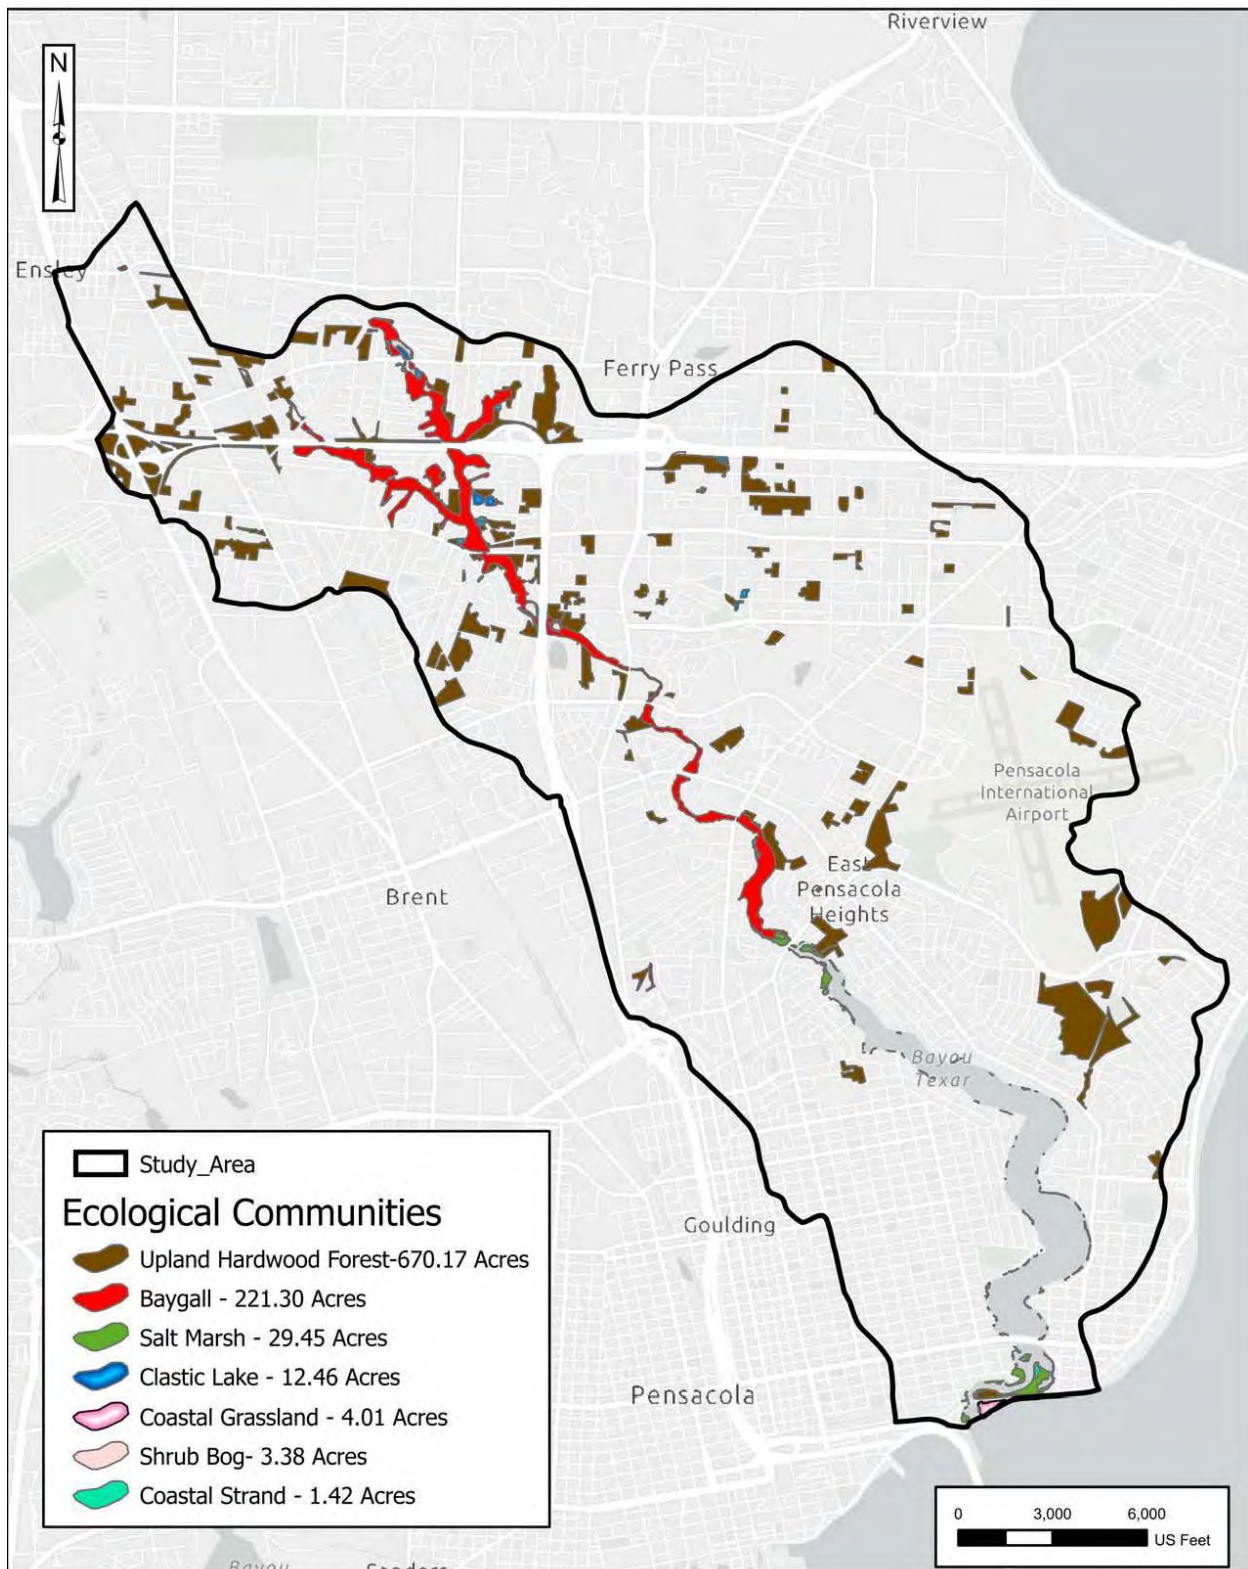 Riverview
N
Ensley
Ferry Pass
Pensacola
International
Airport
East
Pensacola
Heights
Brent
Bayou
Texar
Goulding
Pensacola
Study_Area
Ecological Communities
Upland Hardwood Forest-670.17 Acres
Baygall - 221.30 Acres
Salt Marsh - 29.45 Acres
Clastic Lake - 12.46 Acres
Coastal Grassland - 4.01 Acres
Shrub Bog- 3.38 Acres
Coastal Strand - 1.42 Acres
0 3,000 6,000
US Feet
Bayou